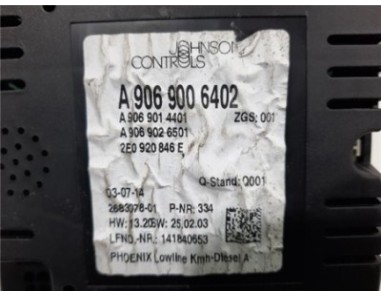 JOHNSON
CONTROLS
A 906 900 6402
A 906 901 4401 ZGS: 001
A 906 902 6501
2E0 920 846 E
Q-Stand: 0001
03-07-14
2683076-01 P-NR: 334
HW: 13.20 SW: 25.02.03
LFND.-NR.: 141840653
PHOENIX Lowline Kmh-Diesel A